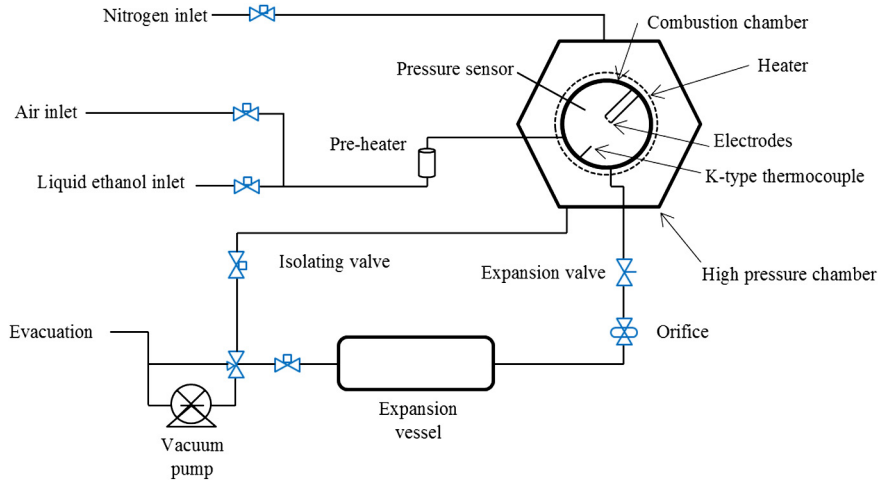 Nitrogen inlet
Combustion chamber
Pressure sensor
Heater
Air inlet
Pre-heater
Electrodes
Liquid ethanol inlet
K-type thermocouple
Isolating valve
Expansion valve
High pressure chamber
Evacuation
Orifice
Expansion
vessel
Vacuum
pump